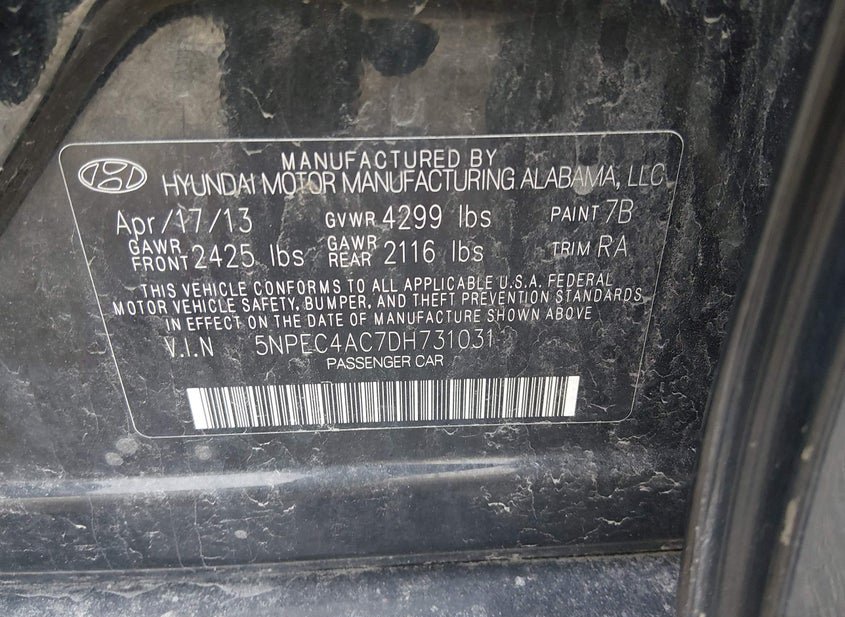 MANUFACTURED BY
HYUNDAI MOTOR MANUFACTURING ALABAMA, LLC
Apr/17/13 GVWR 4299 lbs PAINT 7B
GAWR FRONT 2425 lbs GAWR REAR 2116 lbs TRIM RA
THIS VEHICLE CONFORMS TO ALL APPLICABLE U.S.A. FEDERAL
MOTOR VEHICLE SAFETY, BUMPER, AND THEFT PREVENTION STANDARDS
IN EFFECT ON THE DATE OF MANUFACTURE SHOWN ABOVE
V.I.N 5NPEC4AC7DH731031
PASSENGER CAR